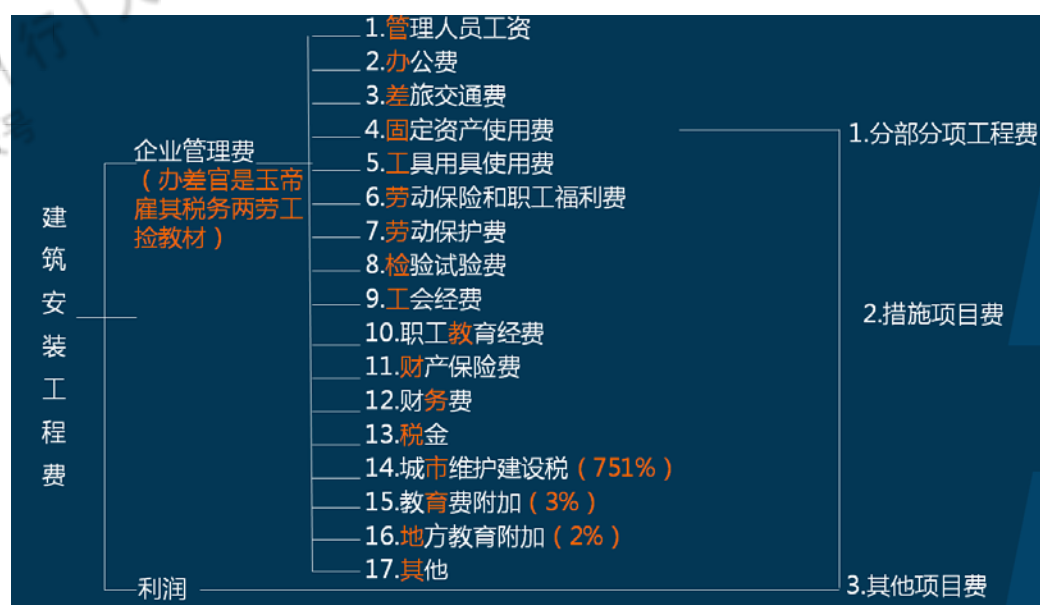 建筑安装工程费
企业管理费
（办差官是玉帝
雇其税务两劳工
捡教材）
利润
1.管理人员工资
2.办公费
3.差旅交通费
4.固定资产使用费
5.工具用具使用费
6.劳动保险和职工福利费
7.劳动保护费
8.检验试验费
9.工会经费
10.职工教育经费
11.财产保险费
12.财务费
13.税金
14.城市维护建设税（751%）
15.教育费附加（3%）
16.地方教育附加（2%）
17.其他
1.分部分项工程费
2.措施项目费
3.其他项目费